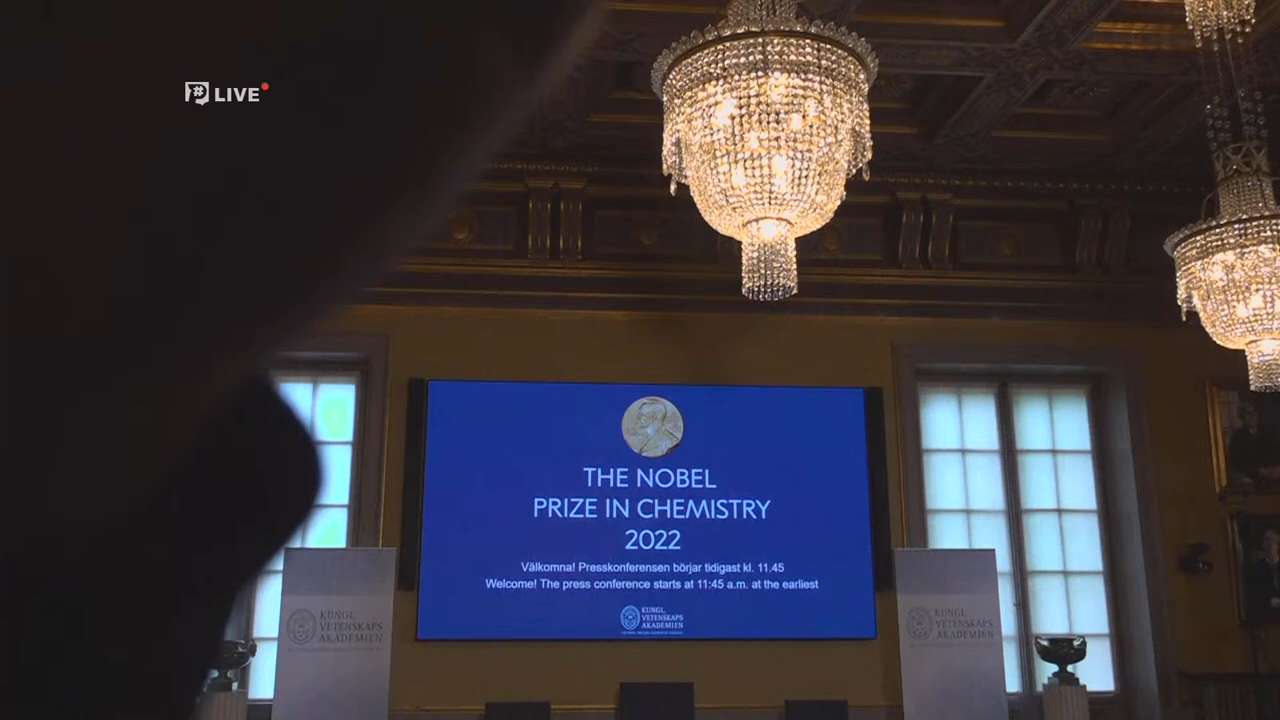 LIVE
THE NOBEL
PRIZE IN CHEMISTRY
2022
Välkomna! Presskonferensen börjar tidigast kl. 11.45
Welcome! The press conference starts at 11:45 a.m. at the earliest
KUNGL.
VETENSKAPS
AKADEMIEN
KUNGL.
VETENSKAPS
AKADEMIEN
KUNGL.
VETENSKAPS
AKADEMIEN